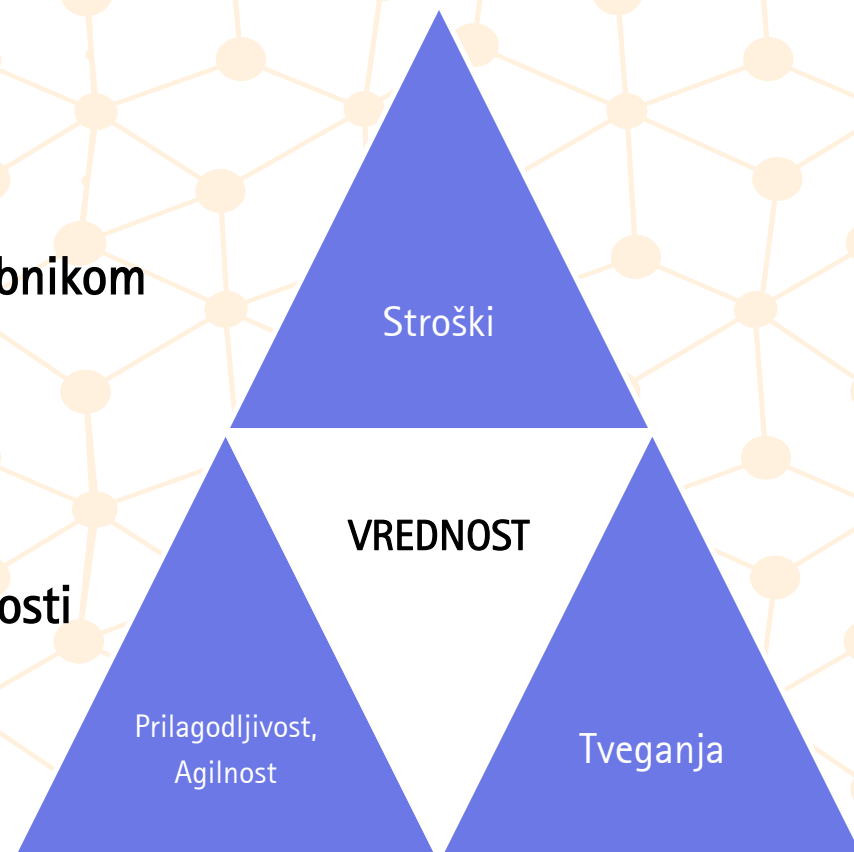 bnikom
Stroški
VREDNOST
osti
Prilagodljivost,
Agilnost
Tveganja